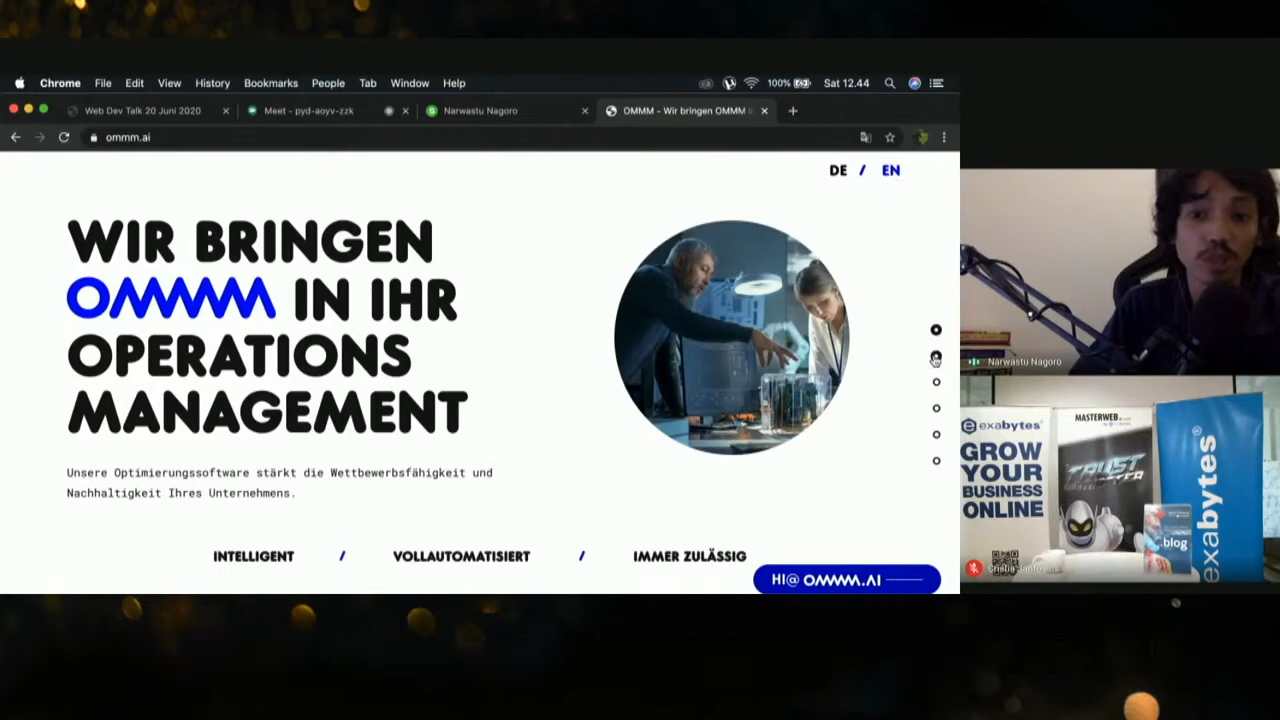 Chrome File Edit View History Bookmarks People Tab Window Help 100% Sat 12.44
Web Dev Talk 20 Juni 2020
Meet - pyd-aoyv-zzk
Narwastu Nagoro
OMMM - Wir bringen OMMM
ommm.ai
DE / EN
WIR BRINGEN
OMMM IN IHR
OPERATIONS
MANAGEMENT
Unsere Optimierungssoftware stärkt die Wettbewerbsfähigkeit und
Nachhaltigkeit Ihres Unternehmens.
INTELLIGENT / VOLLAUTOMATISIERT / IMMER ZULÄSSIG
HI@ OMMM.AI
Narwastu Nagoro
exabytes®
GROW
YOUR
BUSINESS
ONLINE
MASTERWEB
TRUST
.blog
exabytes®